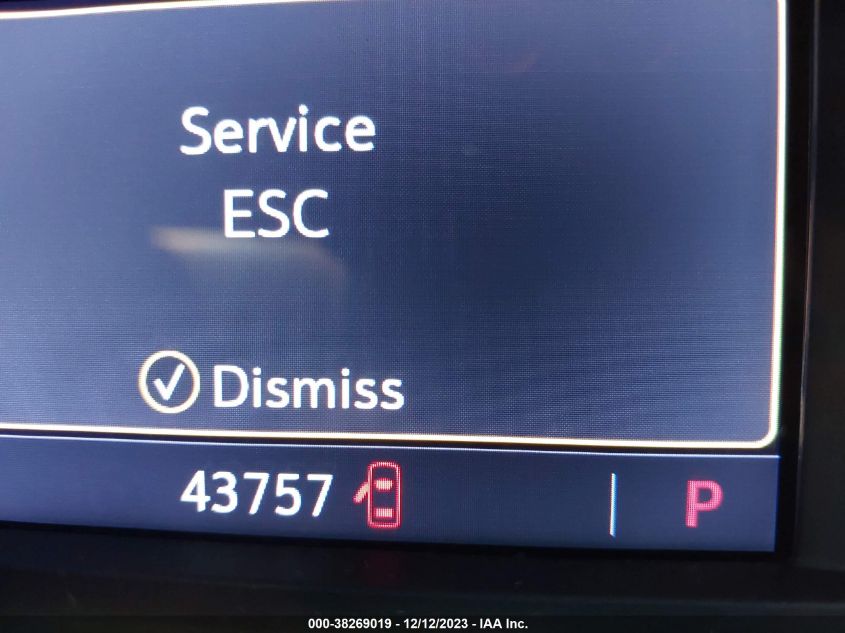 Service
ESC
Dismiss
43757 P
000-38269019 - 12/12/2023 - IAA Inc.